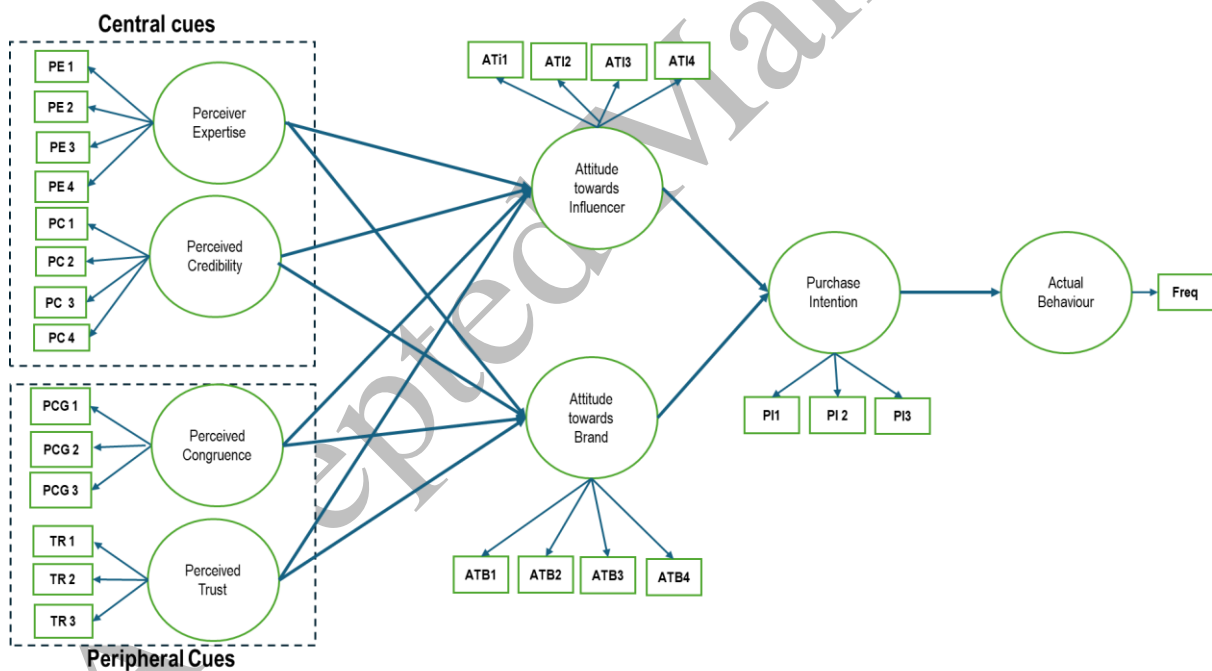 Central cues
PE 1
PE 2
PE 3
PE 4
Perceiver
Expertise
PC 1
PC 2
PC 3
PC 4
Perceived
Credibility
PCG 1
PCG 2
PCG 3
Perceived
Congruence
TR 1
TR 2
TR 3
Perceived
Trust
Peripheral Cues
ATi1
ATI2
ATI3
ATI4
Attitude
towards
Influencer
Attitude
towards
Brand
ATB1
ATB2
ATB3
ATB4
Purchase
Intention
PI1
PI 2
PI3
Actual
Behaviour
Freq